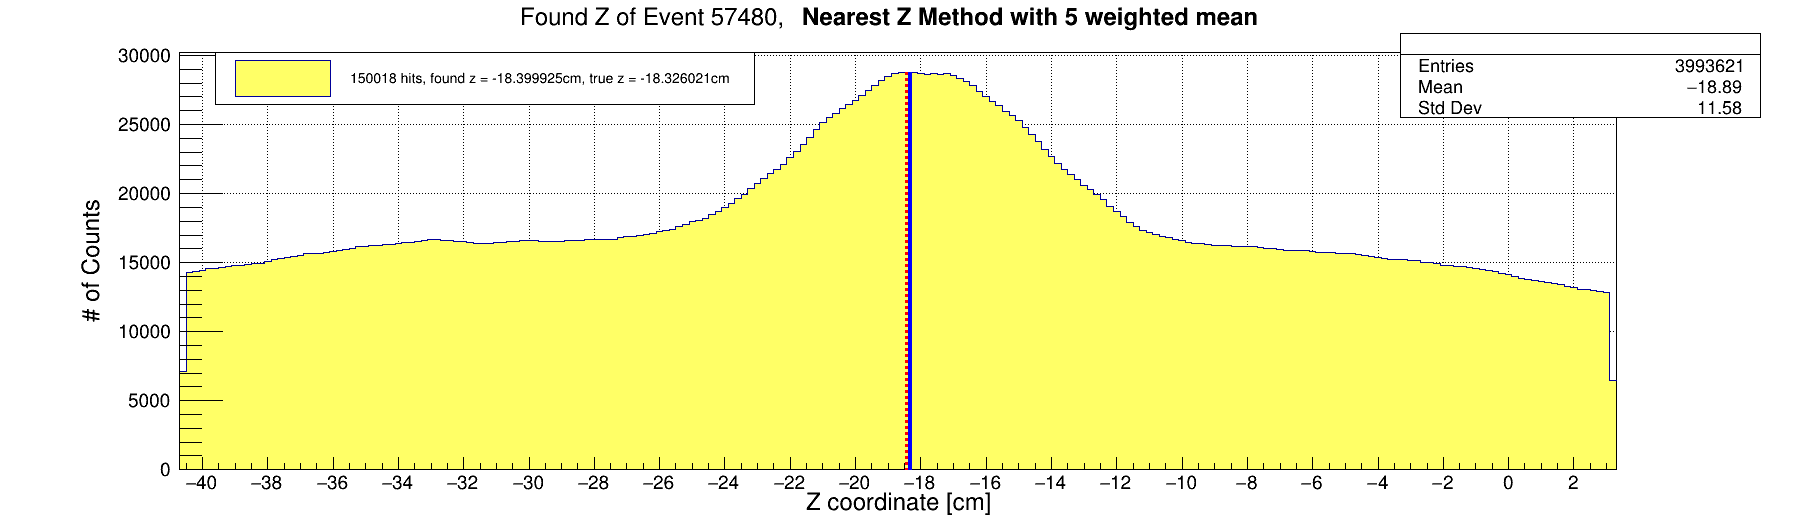 Found Z of Event 57480, Nearest Z Method with 5 weighted mean
150018 hits, found z = -18.399925cm, true z = -18.326021cm
Entries 3993621
Mean −18.89
Std Dev 11.58
30000
25000
20000
15000
10000
5000
0
# of Counts
−40 −38 −36 −34 −32 −30 −28 −26 −24 −22 −20 −18 −16 −14 −12 −10 −8 −6 −4 −2 0 2
Z coordinate [cm]